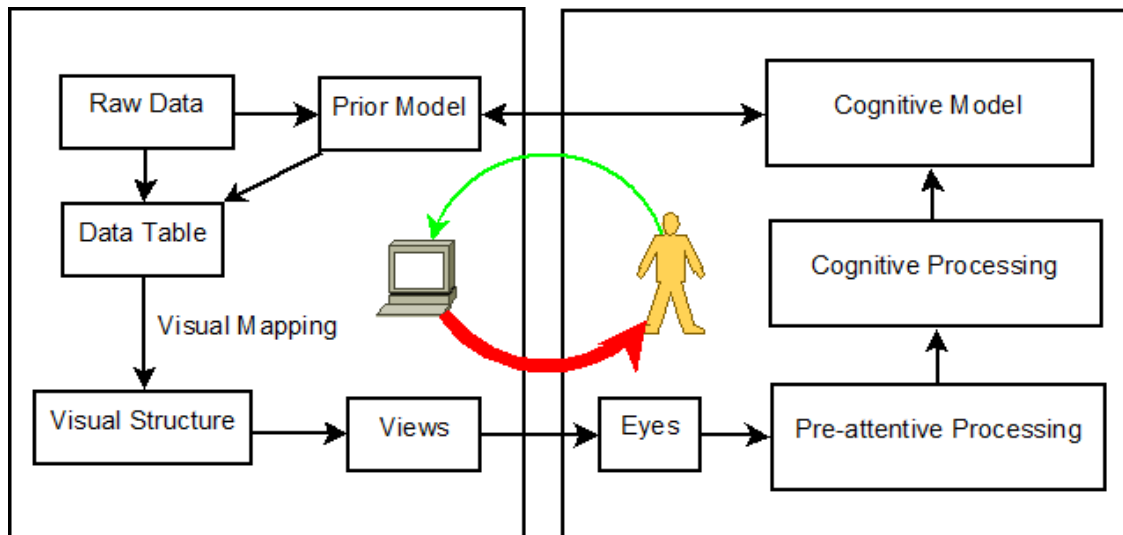 Raw Data
Prior Model
Data Table
Visual Mapping
Visual Structure
Views
Cognitive Model
Cognitive Processing
Eyes
Pre-attentive Processing